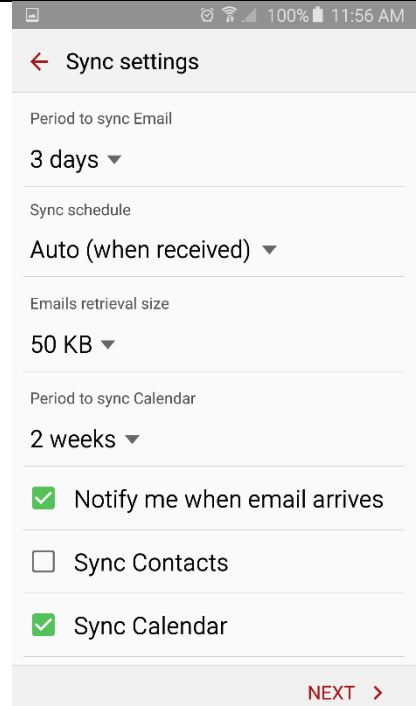 100% 11:56 AM
Sync settings
Period to sync Email
3 days
Sync schedule
Auto (when received)
Emails retrieval size
50 KB
Period to sync Calendar
2 weeks
Notify me when email arrives
Sync Contacts
Sync Calendar
NEXT